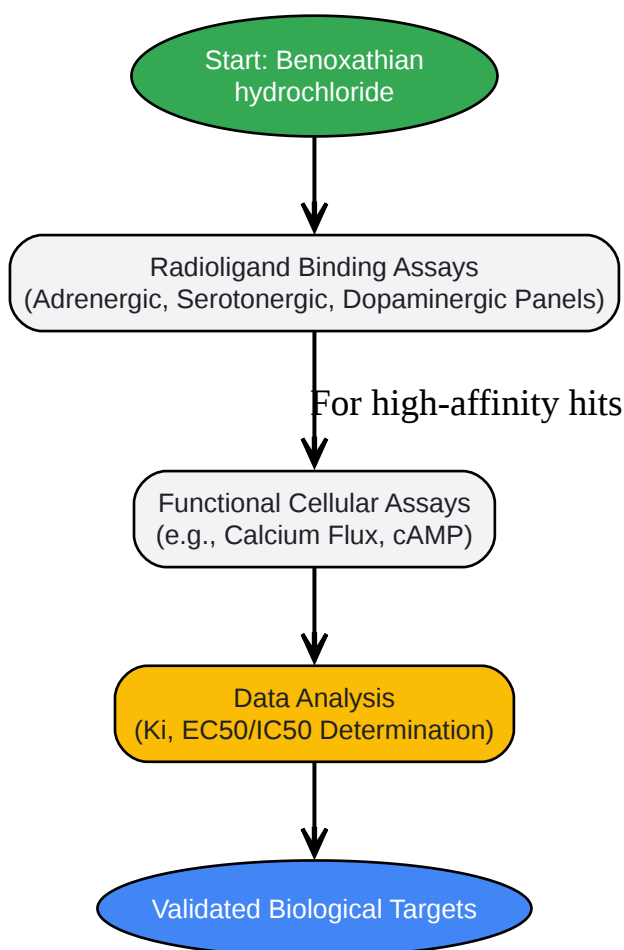 Start: Benoxathian
hydrochloride
Radioligand Binding Assays
(Adrenergic, Serotonergic, Dopaminergic Panels)
For high-affinity hits
Functional Cellular Assays
(e.g., Calcium Flux, cAMP)
Data Analysis
(Ki, EC50/IC50 Determination)
Validated Biological Targets